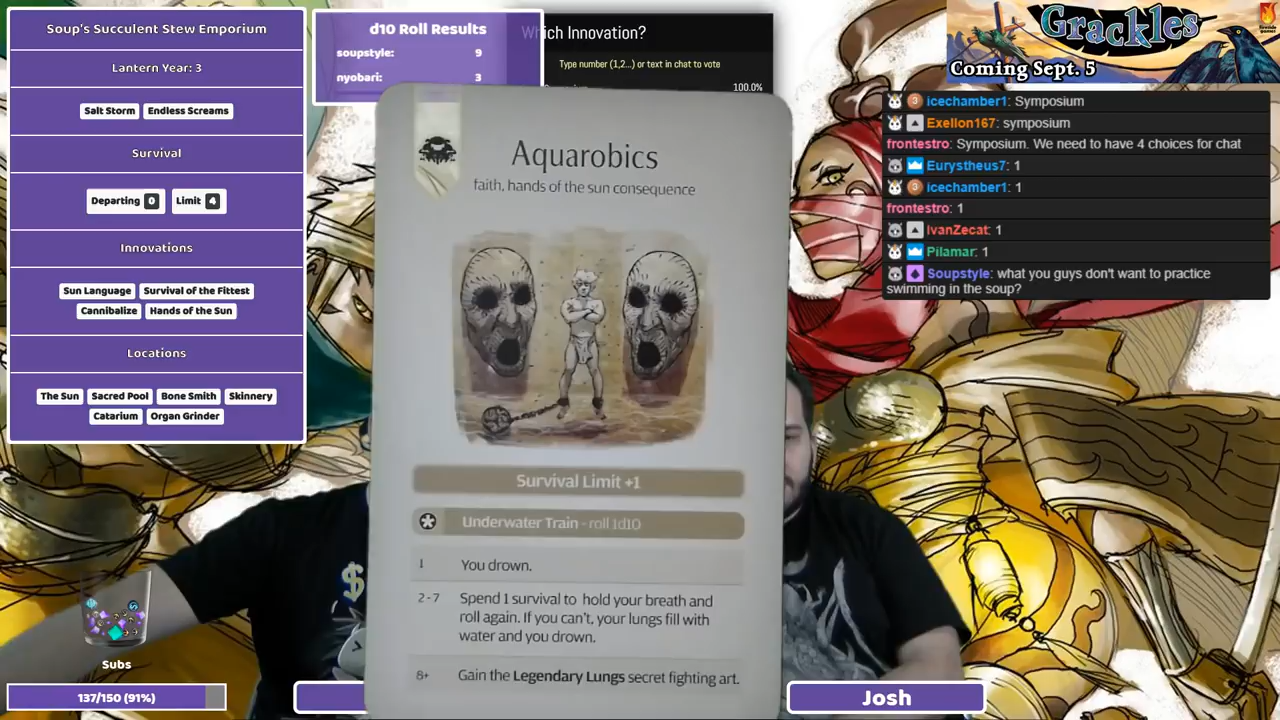 Soup's Succulent Stew Emporium
Lantern Year: 3
Salt Storm Endless Screams
Survival
Departing 0 Limit 4
Innovations
Sun Language Survival of the Fittest
Cannibalize Hands of the Sun
Locations
The Sun Sacred Pool Bone Smith Skinnery
Catarium Organ Grinder
d10 Roll Results
soupstyle: 9
nyobari: 3
Which Innovation?
Type number (1,2...) or text in chat to vote
100.0%
Aquarobics
faith, hands of the sun consequence
Survival Limit +1
Underwater Train - roll 1d10
1 You drown.
2-7 Spend 1 survival to hold your breath and
roll again. If you can't, your lungs fill with
water and you drown.
8+ Gain the Legendary Lungs secret fighting art.
Grackles
Coming Sept. 5
3 icechamber1: Symposium
Exellon167: symposium
frontestro: Symposium. We need to have 4 choices for chat
Eurystheus7: 1
3 icechamber1: 1
frontestro: 1
IvanZecat: 1
Pilamar: 1
Soupstyle: what you guys don't want to practice
swimming in the soup?
$
Subs
137/150 (91%)
Josh